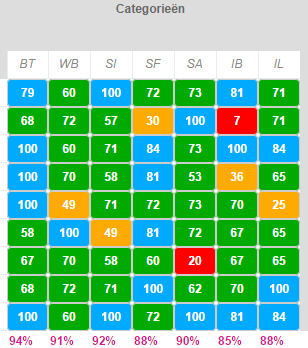 Categorieën
BT WB SI SF SA IB IL
79 60 100 72 73 81 71
68 72 57 30 100 7 71
100 60 71 84 73 100 84
100 70 58 81 53 36 65
100 49 71 72 73 70 25
58 100 49 81 72 67 65
67 70 58 60 20 67 65
68 72 71 100 62 70 100
100 60 100 72 100 81 84
94% 91% 92% 88% 90% 85% 88%